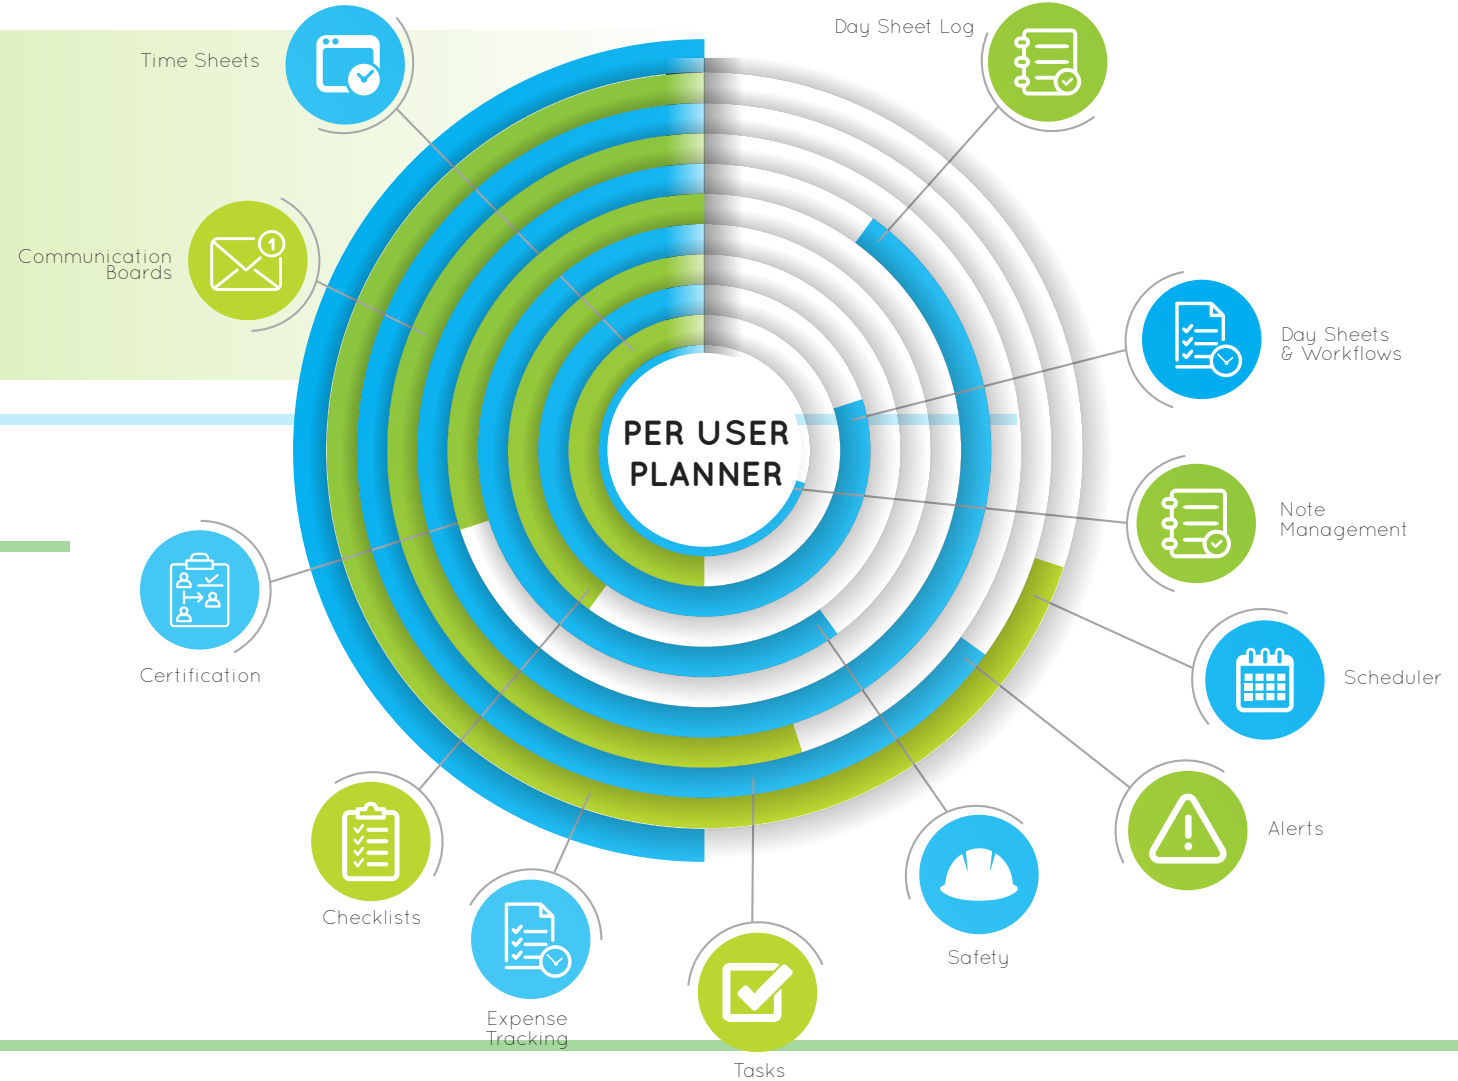 Time Sheets
Day Sheet Log
Communication
Boards
1
Day Sheets
& Workflows
PER USER
PLANNER
Note
Management
Certification
Scheduler
Alerts
Checklists
Safety
Expense
Tracking
Tasks